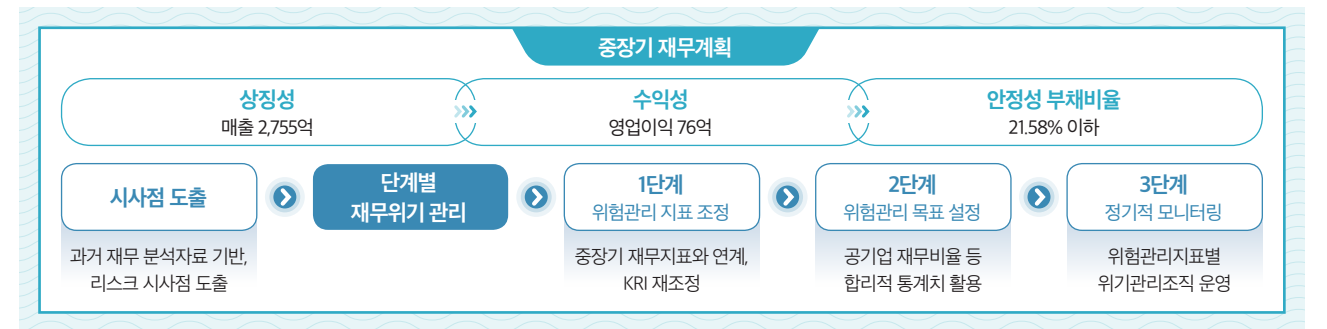 중장기 재무계획
상징성
매출 2,755억
수익성
영업이익 76억
안정성 부채비율
21.58% 이하
시사점 도출
단계별
재무위기 관리
1단계
위험관리 지표 조정
2단계
위험관리 목표 설정
3단계
정기적 모니터링
과거 재무 분석자료 기반,
리스크 시사점 도출
중장기 재무지표와 연계,
KRI 재조정
공기업 재무비율 등
합리적 통계치 활용
위험관리지표별
위기관리조직 운영